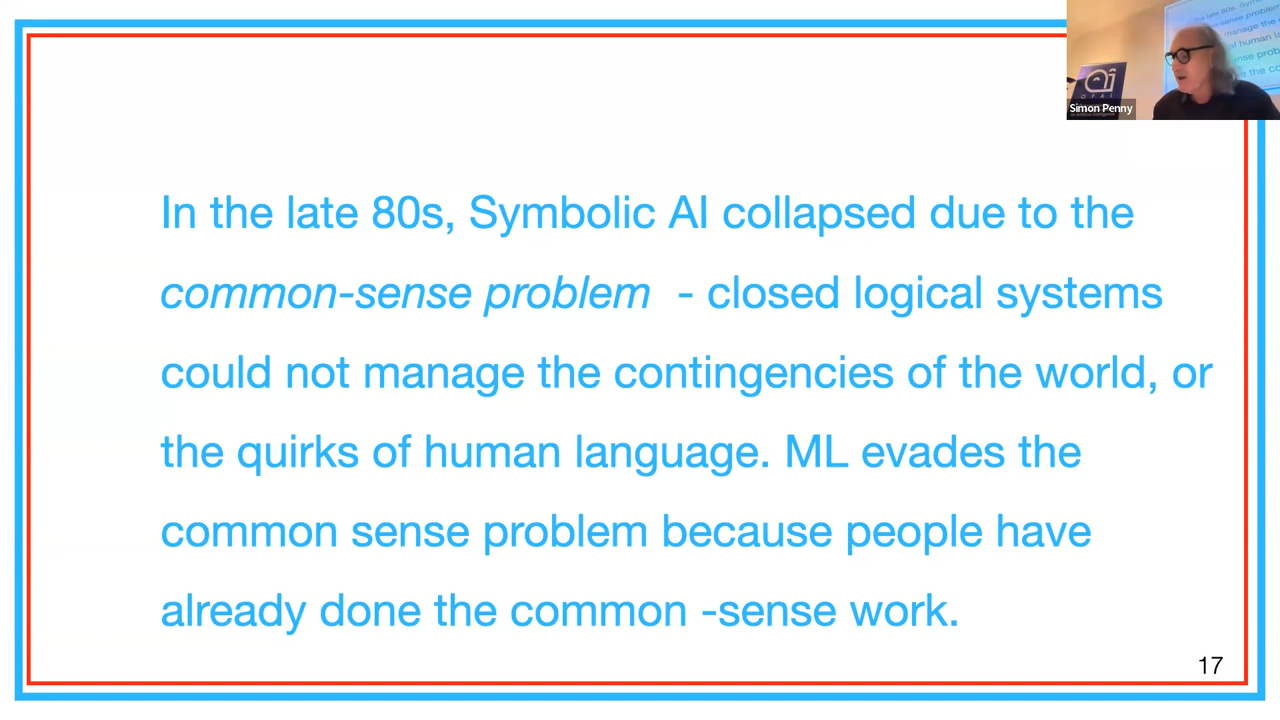 In the late 80s, Symbolic AI collapsed due to the
common-sense problem - closed logical systems
could not manage the contingencies of the world, or
the quirks of human language. ML evades the
common sense problem because people have
already done the common -sense work.
17
Simon Penny